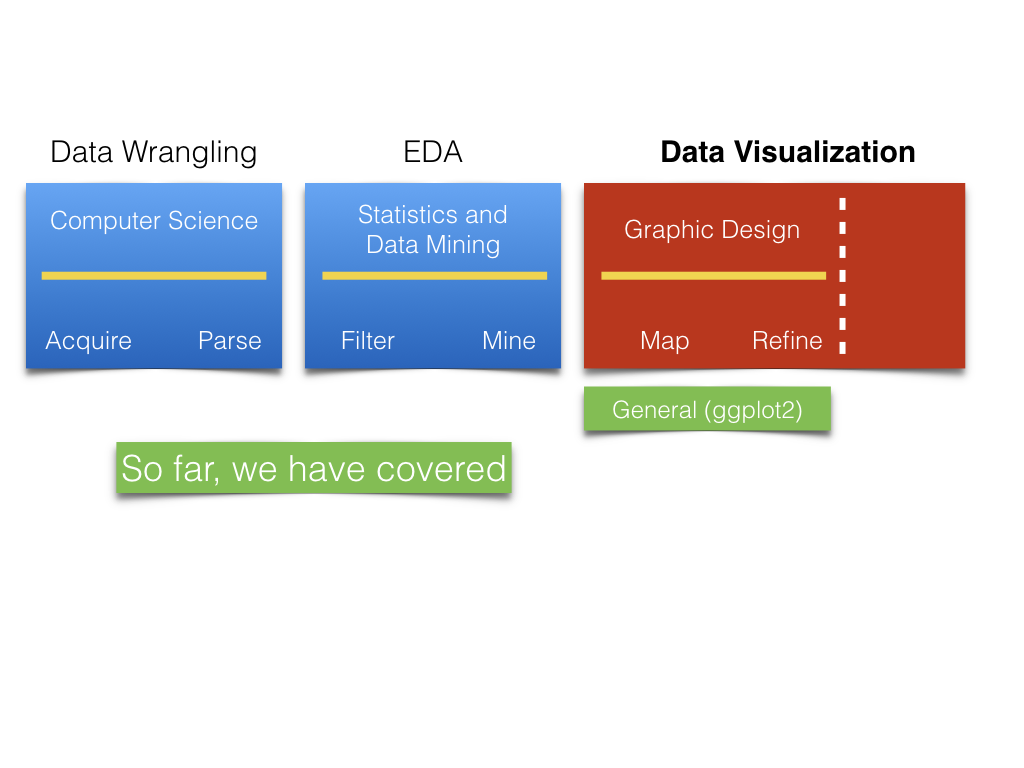 Data Wrangling
EDA
Data Visualization
Computer Science
Statistics and
Data Mining
Graphic Design
Acquire
Parse
Filter
Mine
Map
Refine
General (ggplot2)
So far, we have covered